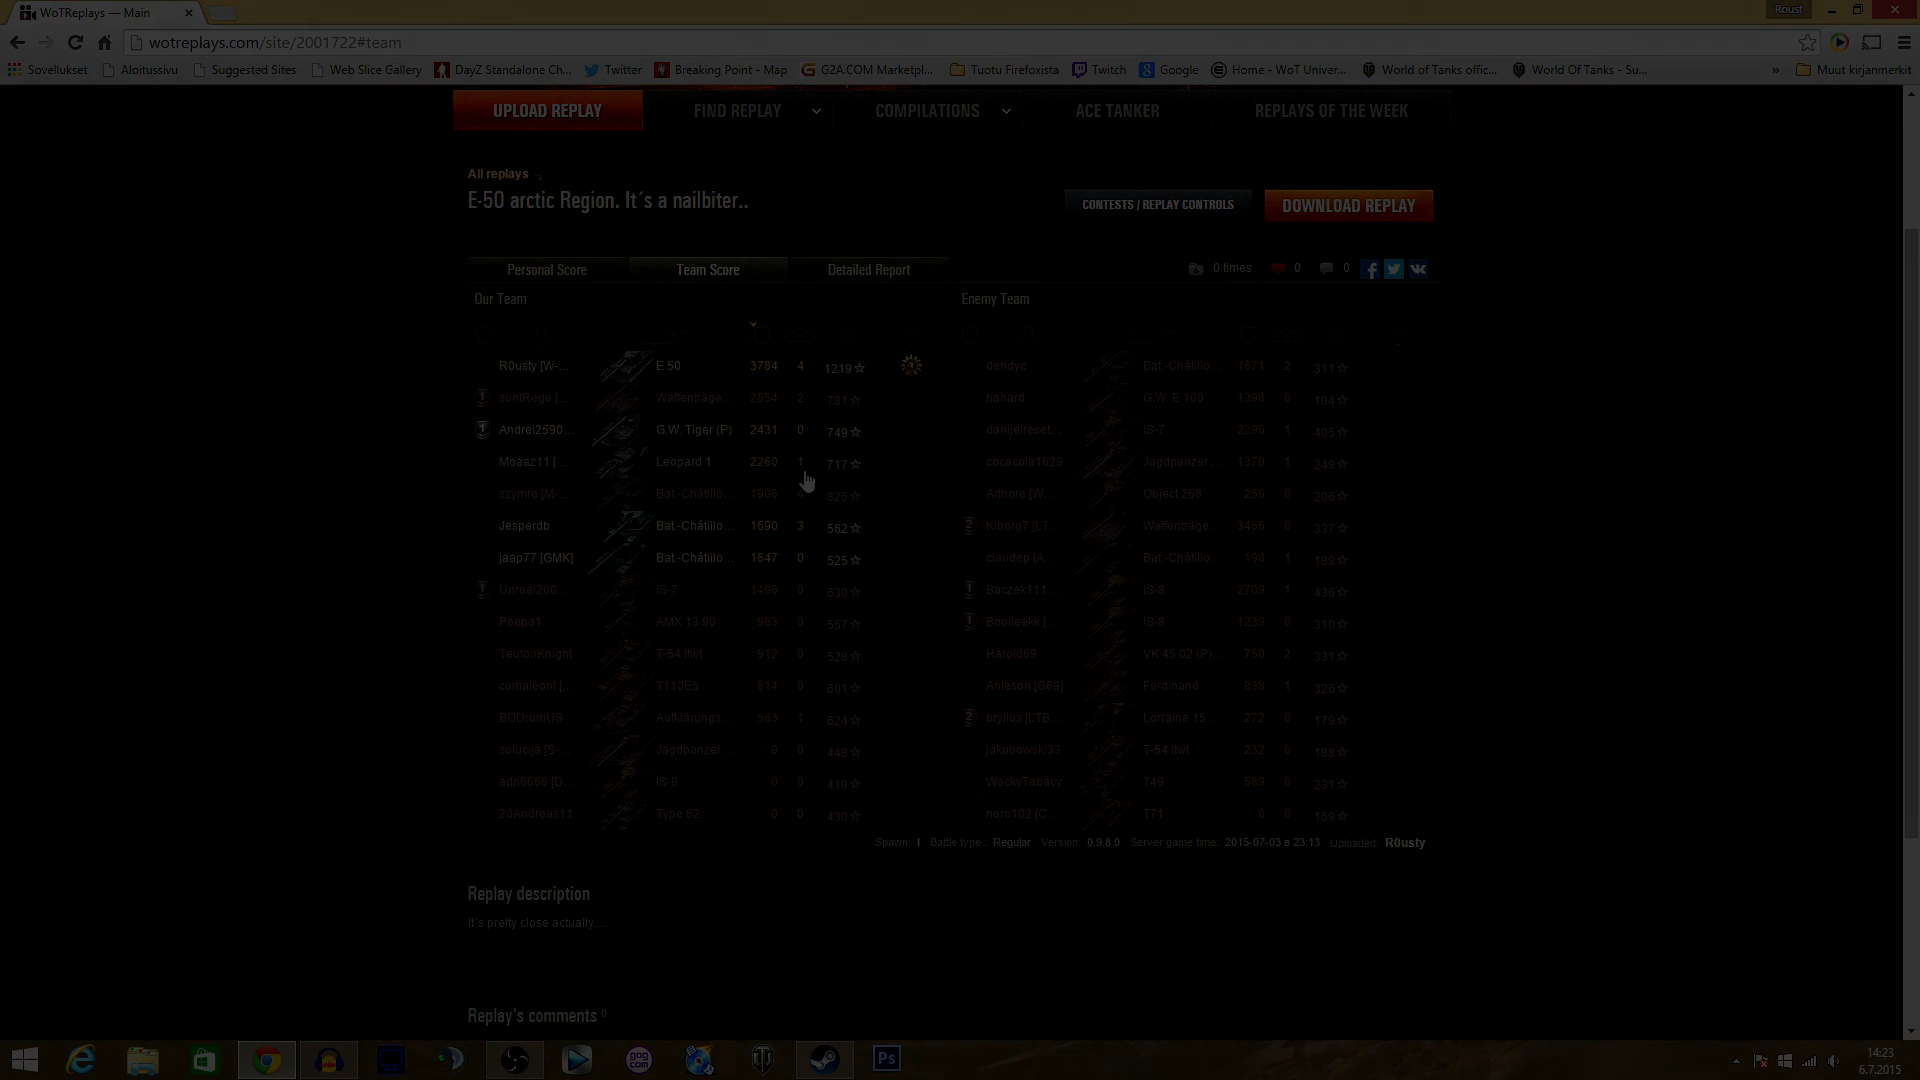 WoTReplays — Main
Roust
wotreplays.com/site/2001722#team
Sovellukset Aloitussivu Suggested Sites Web Slice Gallery DayZ Standalone Ch... Twitter Breaking Point - Map G2A.COM Marketpl... Tuotu Firefoxista Twitch Google Home - WoT Univer... World of Tanks offic... World Of Tanks - Su... » Muut kirjanmerkit
UPLOAD REPLAY FIND REPLAY COMPILATIONS ACE TANKER REPLAYS OF THE WEEK
All replays
E-50 arctic Region. It´s a nailbiter..
CONTESTS / REPLAY CONTROLS DOWNLOAD REPLAY
Personal Score Team Score Detailed Report 0 times 0 0
Our Team Enemy Team
R0usty [W-... E 50 3784 4 1219 dendyc Bat.-Châtillo... 1671 2 311
1 suntRege [... Waffenträge... 2854 2 781 hanard G.W. E 100 1398 0 194
1 Andrei2590... G.W. Tiger (P) 2431 0 749 danijelreset... IS-7 2296 1 405
Moaaz11 [... Leopard 1 2260 1 717 cocacola1629 Jagdpanzer ... 1379 1 249
szymre [M-... Bat.-Châtillo... 1906 4 825 Arthore [W... Object 268 259 0 206
Jesperdb Bat.-Châtillo... 1690 3 562 2 Kiborg7 [LT... Waffenträge... 3466 0 337
jaap77 [GMK] Bat.-Châtillo... 1647 0 525 claudep [A... Bat.-Châtillo... 198 1 189
1 Unreal200... IS-7 1496 0 630 1 Baczek111... IS-8 2709 1 436
Peepa1 AMX 13 90 963 0 557 1 Boolleekk [... IS-8 1239 0 310
TeutonKnight T-54 ltwt. 912 0 528 Harold69 VK 45.02 (P)... 750 2 331
camaleont [... T110E5 814 0 601 Anteson [G69] Ferdinand 838 1 326
BODrumUS Aufklärungs... 563 1 624 2 bryllus [LTB... Lorraine 15... 272 0 179
solucija [S-... Jagdpanzer ... 0 0 448 jakubowski33 T-54 ltwt. 232 0 188
adri6668 [D... IS-8 0 0 419 WackyTabacy T49 589 0 231
20Andreas11 Type 62 0 0 430 nero102 [C... T71 0 0 159
Spawn: I Battle type: Regular Version: 0.9.8.0 Server game time: 2015-07-03 в 23:13 Uploaded: R0usty
Replay description
It´s pretty close actually...
Replay's comments 0
GOG.COM Ps
14:23
6.7.2015